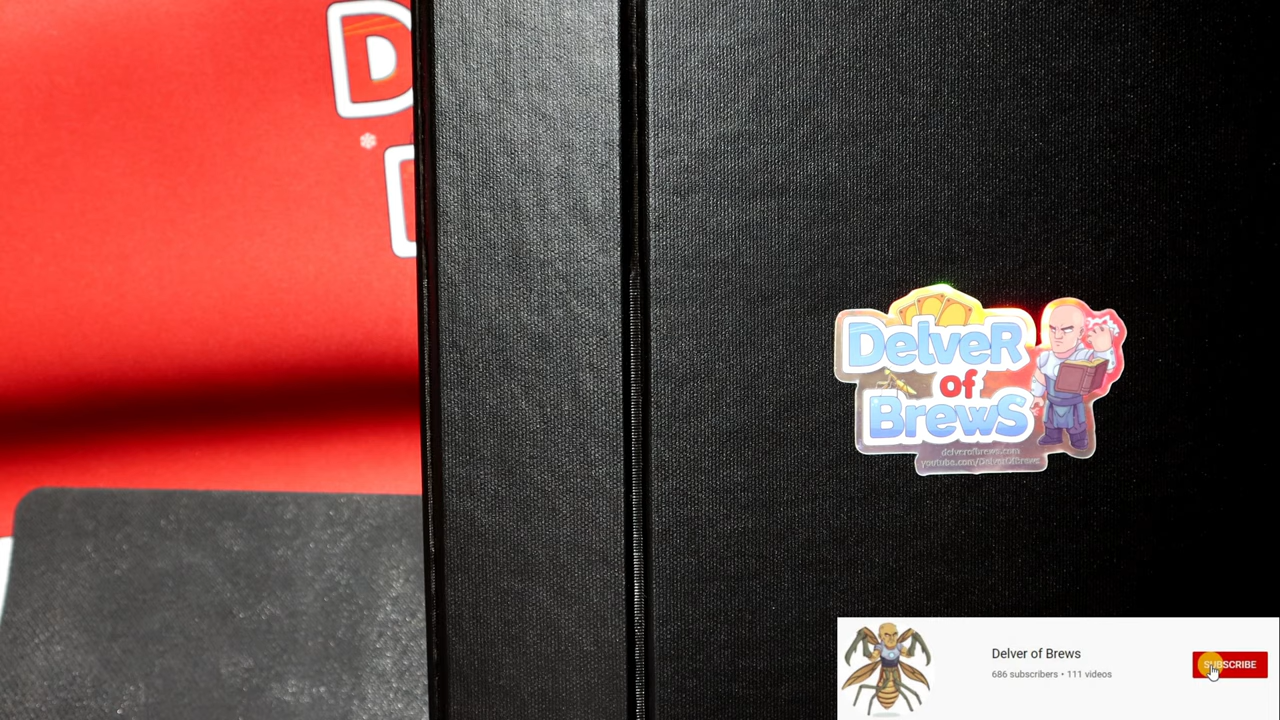 D
DelveR
of
BrewS
delverofbrews.com
youtube.com/DelverOfBrews
Delver of Brews
686 subscribers • 111 videos
SUBSCRIBE